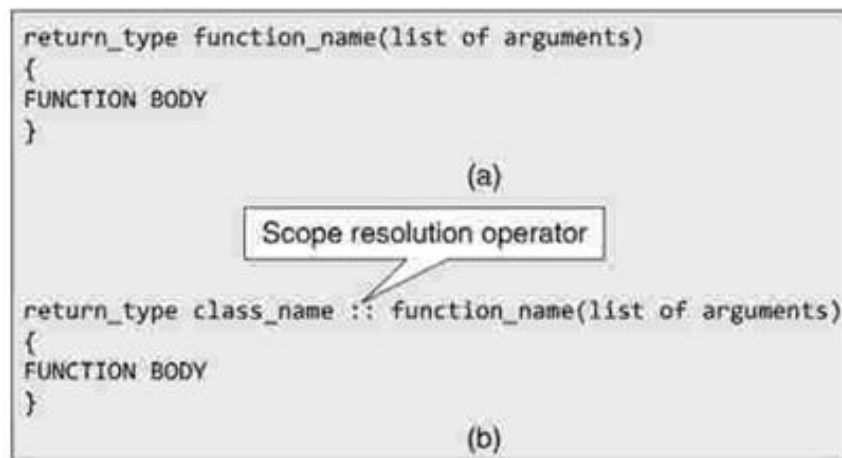 return_type function_name(list of arguments)
{
FUNCTION BODY
}
(a)
Scope resolution operator
return_type class_name :: function_name(list of arguments)
{
FUNCTION BODY
}
(b)